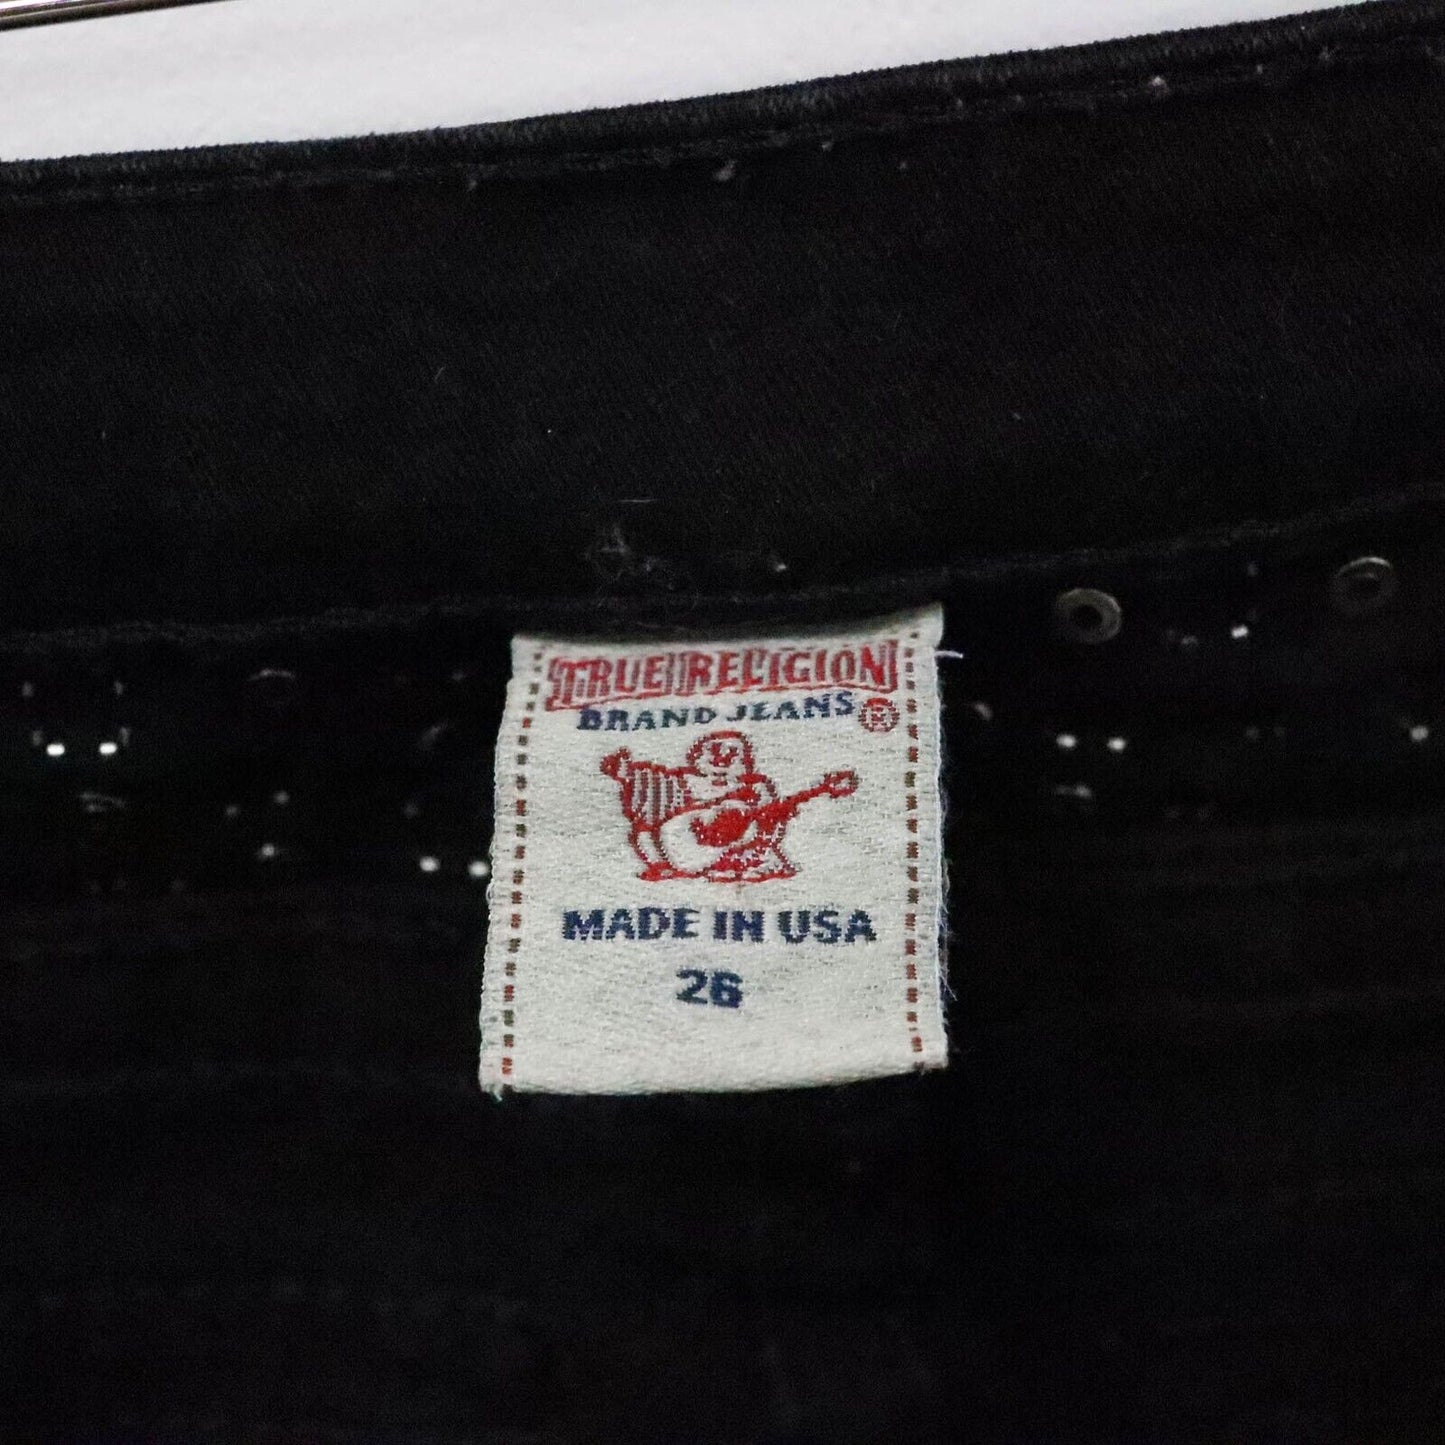 TRUE RELIGION
BRAND JEANS ®
MADE IN USA
26